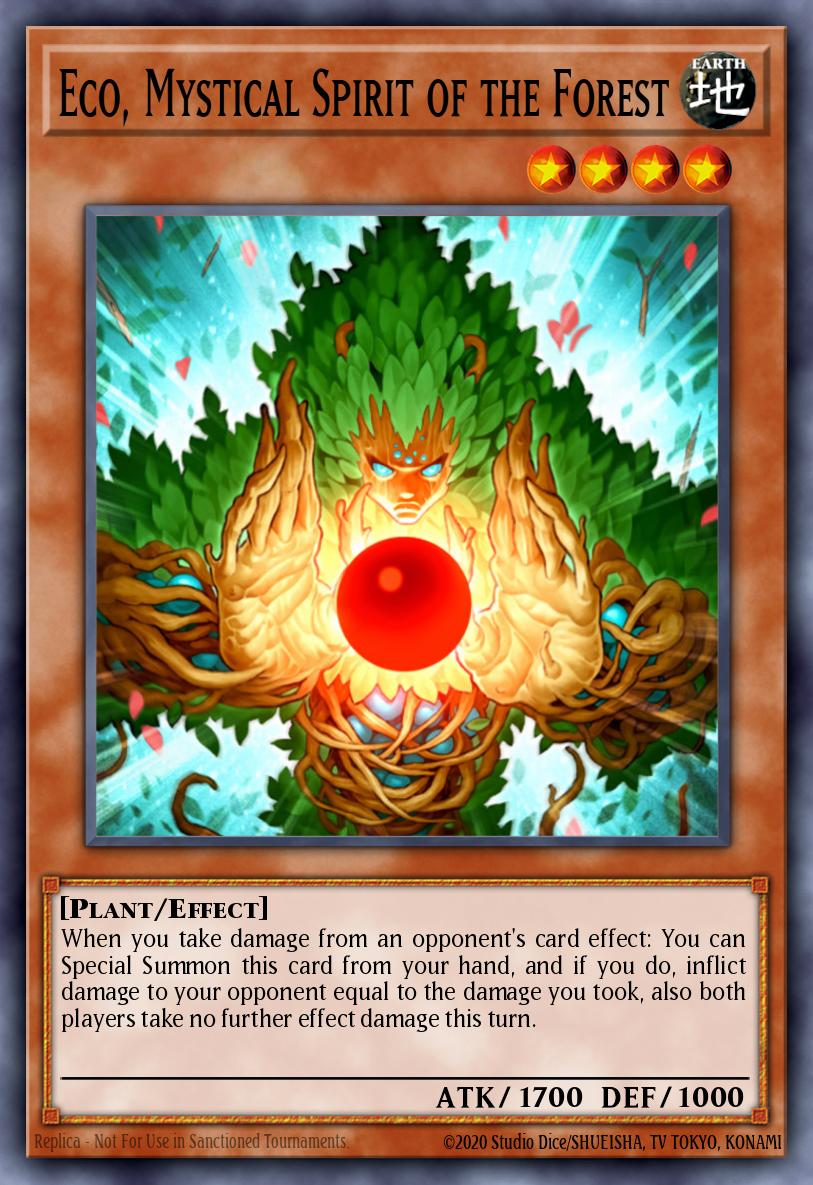 Eco, Mystical Spirit of the Forest
EARTH
地
[Plant/Effect]
When you take damage from an opponent's card effect: You can
Special Summon this card from your hand, and if you do, inflict
damage to your opponent equal to the damage you took, also both
players take no further effect damage this turn.
ATK/ 1700 DEF/ 1000
Replica - Not For Use in Sanctioned Tournaments.
©2020 Studio Dice/SHUEISHA, TV TOKYO, KONAMI